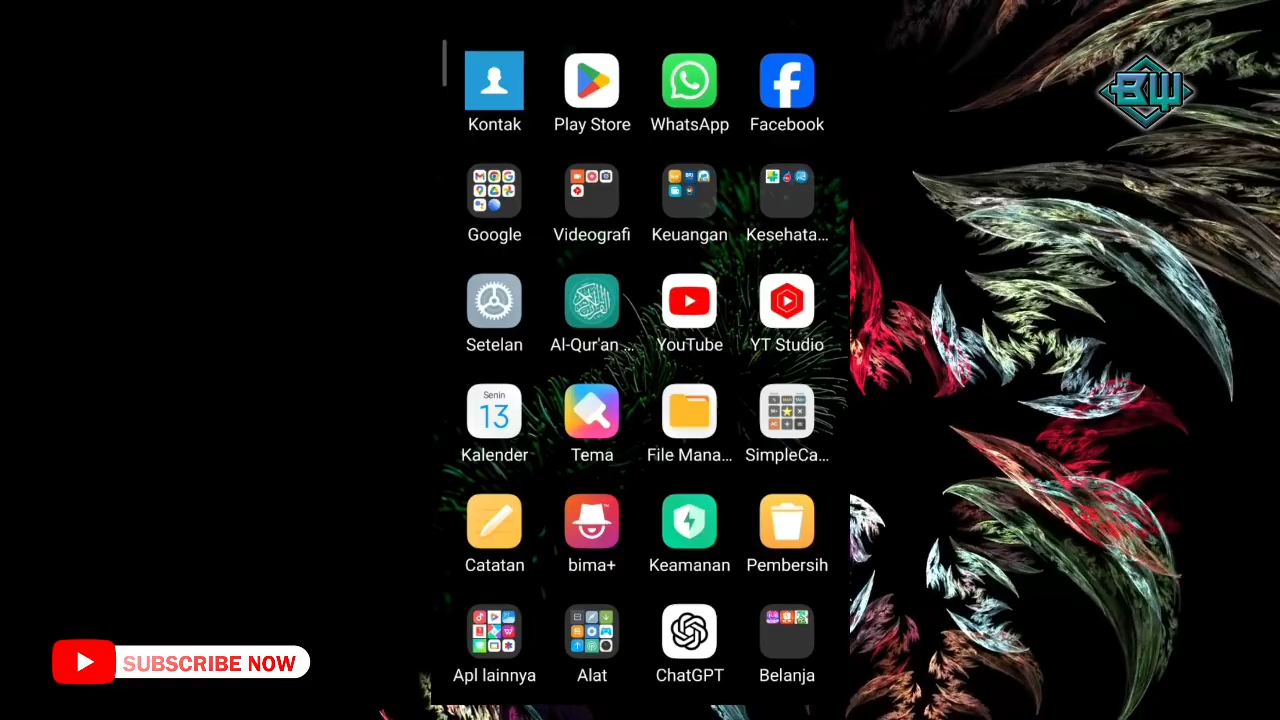 Kontak Play Store WhatsApp Facebook
BW
Google Videografi Keuangan Kesehata...
Setelan Al-Qur'an ... YouTube YT Studio
Senin
13
Kalender Tema File Mana... SimpleCa...
Catatan bima+ Keamanan Pembersih
SUBSCRIBE NOW
Apl lainnya Alat ChatGPT Belanja